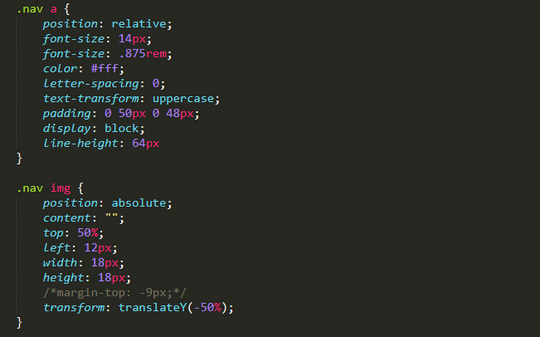 .nav a {
    position: relative;
    font-size: 14px;
    font-size: .875rem;
    color: #fff;
    letter-spacing: 0;
    text-transform: uppercase;
    padding: 0 50px 0 48px;
    display: block;
    line-height: 64px
}
.nav img {
    position: absolute;
    content: "";
    top: 50%;
    left: 12px;
    width: 18px;
    height: 18px;
    /*margin-top: -9px;*/
    transform: translateY(-50%);
}